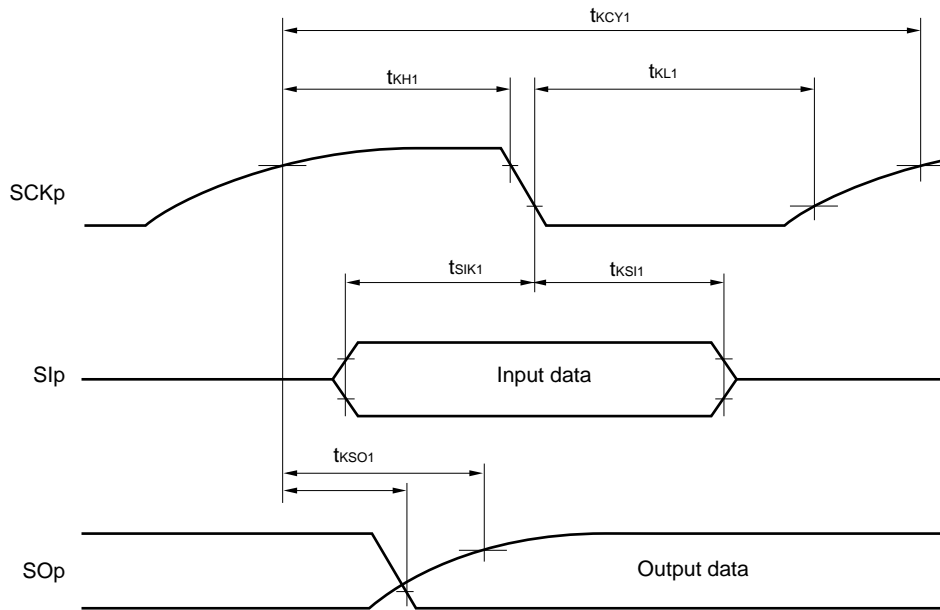 tKCY1
tKH1
tKL1
SCKp
tSIK1
tKSI1
SIp
Input data
tKSO1
SOp
Output data